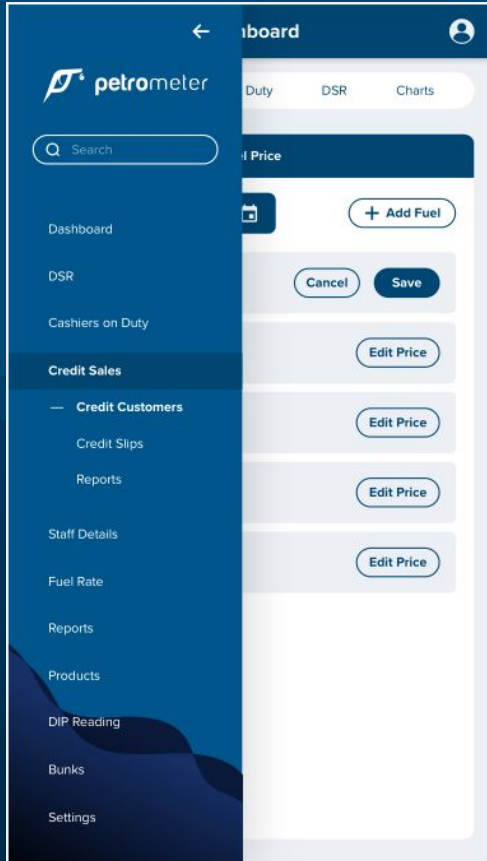 hboard
petrometer
Duty DSR Charts
Search
Fuel Price
+ Add Fuel
Dashboard
DSR
Cancel Save
Cashiers on Duty
Edit Price
Credit Sales
— Credit Customers
Edit Price
Credit Slips
Reports
Edit Price
Staff Details
Edit Price
Fuel Rate
Reports
Products
DIP Reading
Bunks
Settings